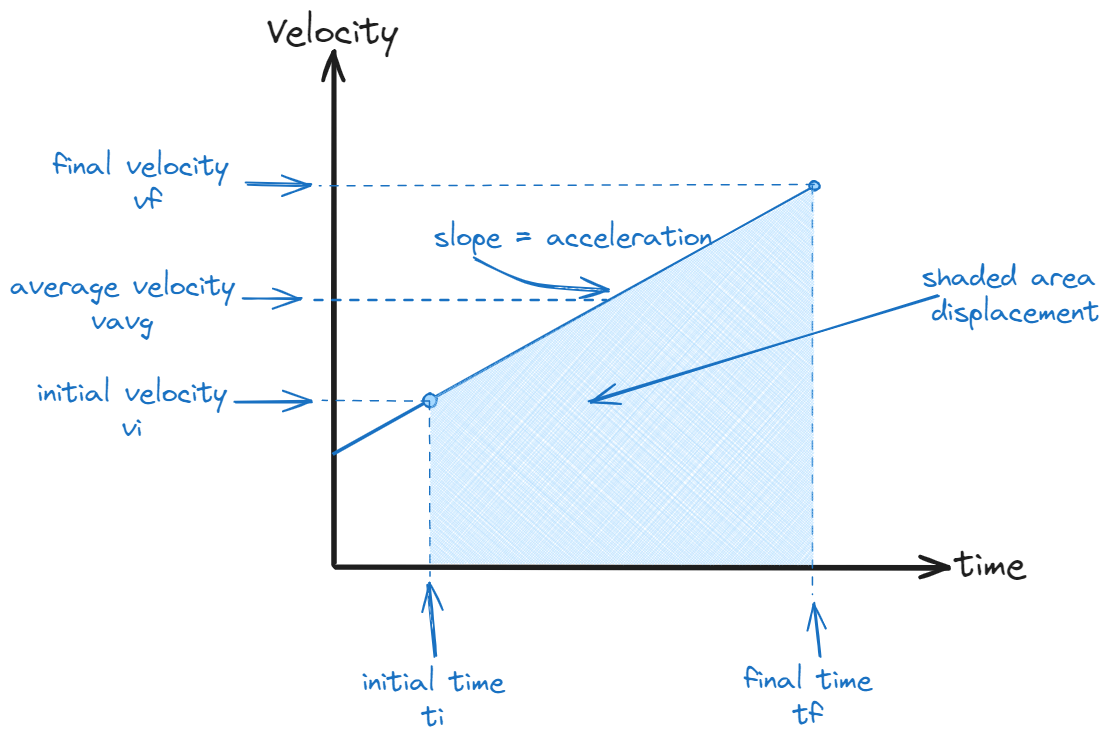 Velocity
final velocity
vf
slope = acceleration
average velocity
vavg
shaded area
displacement
initial velocity
vi
time
initial time
ti
final time
tf